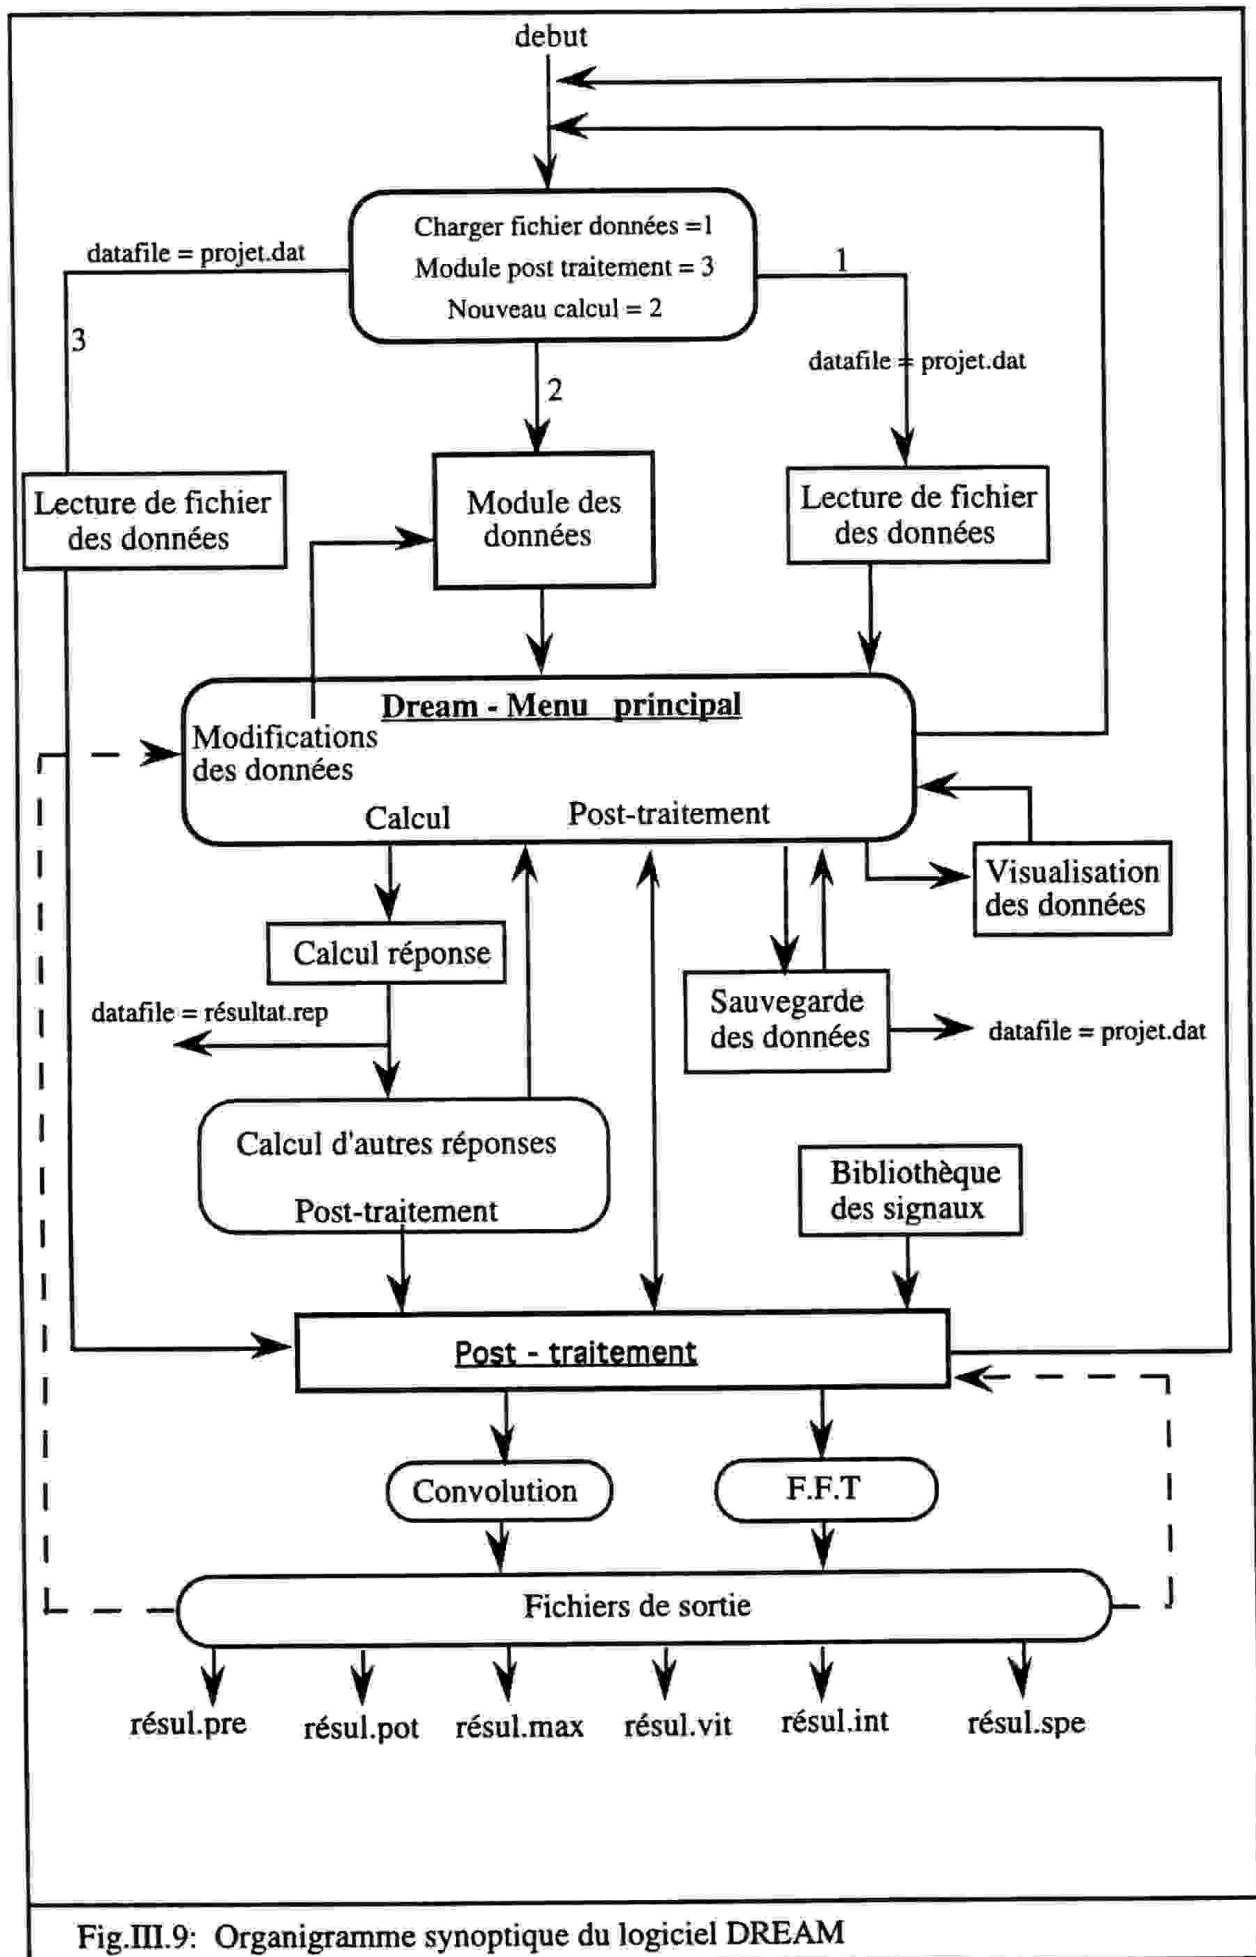 debut
Charger fichier données =1
Module post traitement = 3
Nouveau calcul = 2
datafile = projet.dat
1
3
2
datafile = projet.dat
Lecture de fichier
des données
Module des
données
Lecture de fichier
des données
Dream - Menu principal
Modifications
des données
Calcul
Post-traitement
Visualisation
des données
Calcul réponse
datafile = résultat.rep
Sauvegarde
des données
datafile = projet.dat
Calcul d'autres réponses
Post-traitement
Bibliothèque
des signaux
Post - traitement
Convolution
F.F.T
Fichiers de sortie
résul.pre
résul.pot
résul.max
résul.vit
résul.int
résul.spe
Fig.III.9: Organigramme synoptique du logiciel DREAM